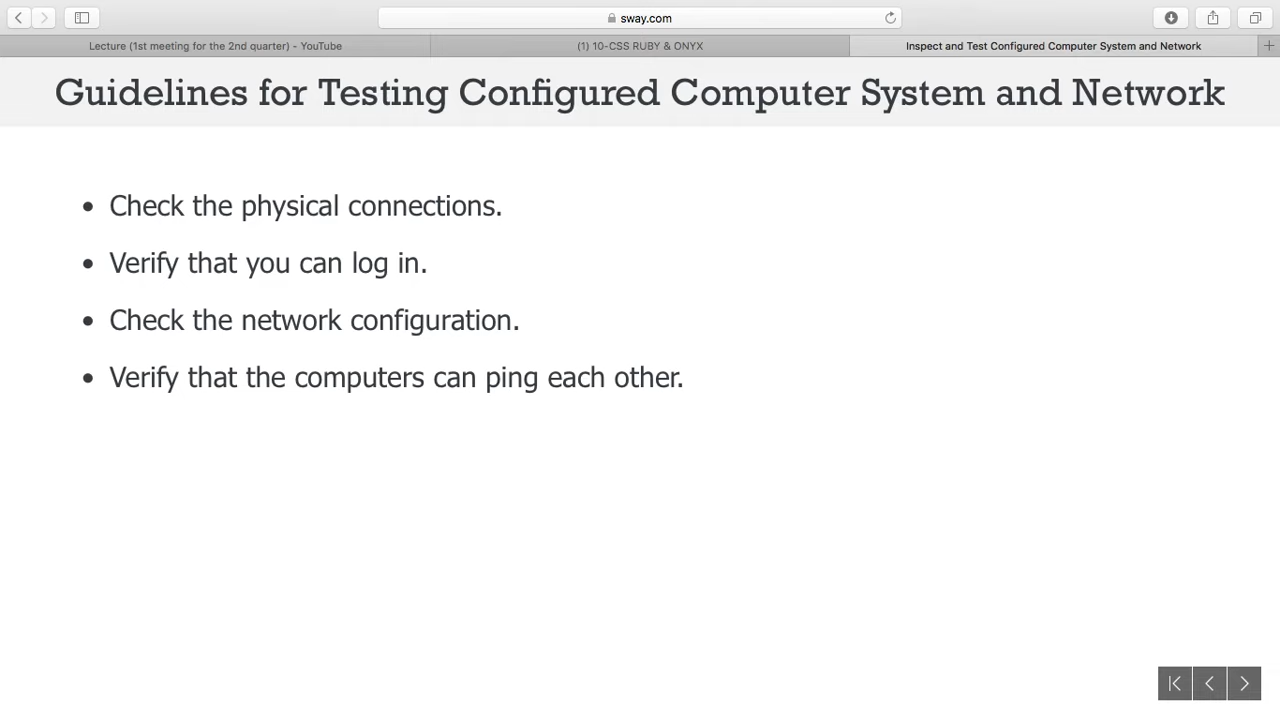 sway.com
Lecture (1st meeting for the 2nd quarter) - YouTube
(1) 10-CSS RUBY & ONYX
Inspect and Test Configured Computer System and Network
Guidelines for Testing Configured Computer System and Network
• Check the physical connections.
• Verify that you can log in.
• Check the network configuration.
• Verify that the computers can ping each other.